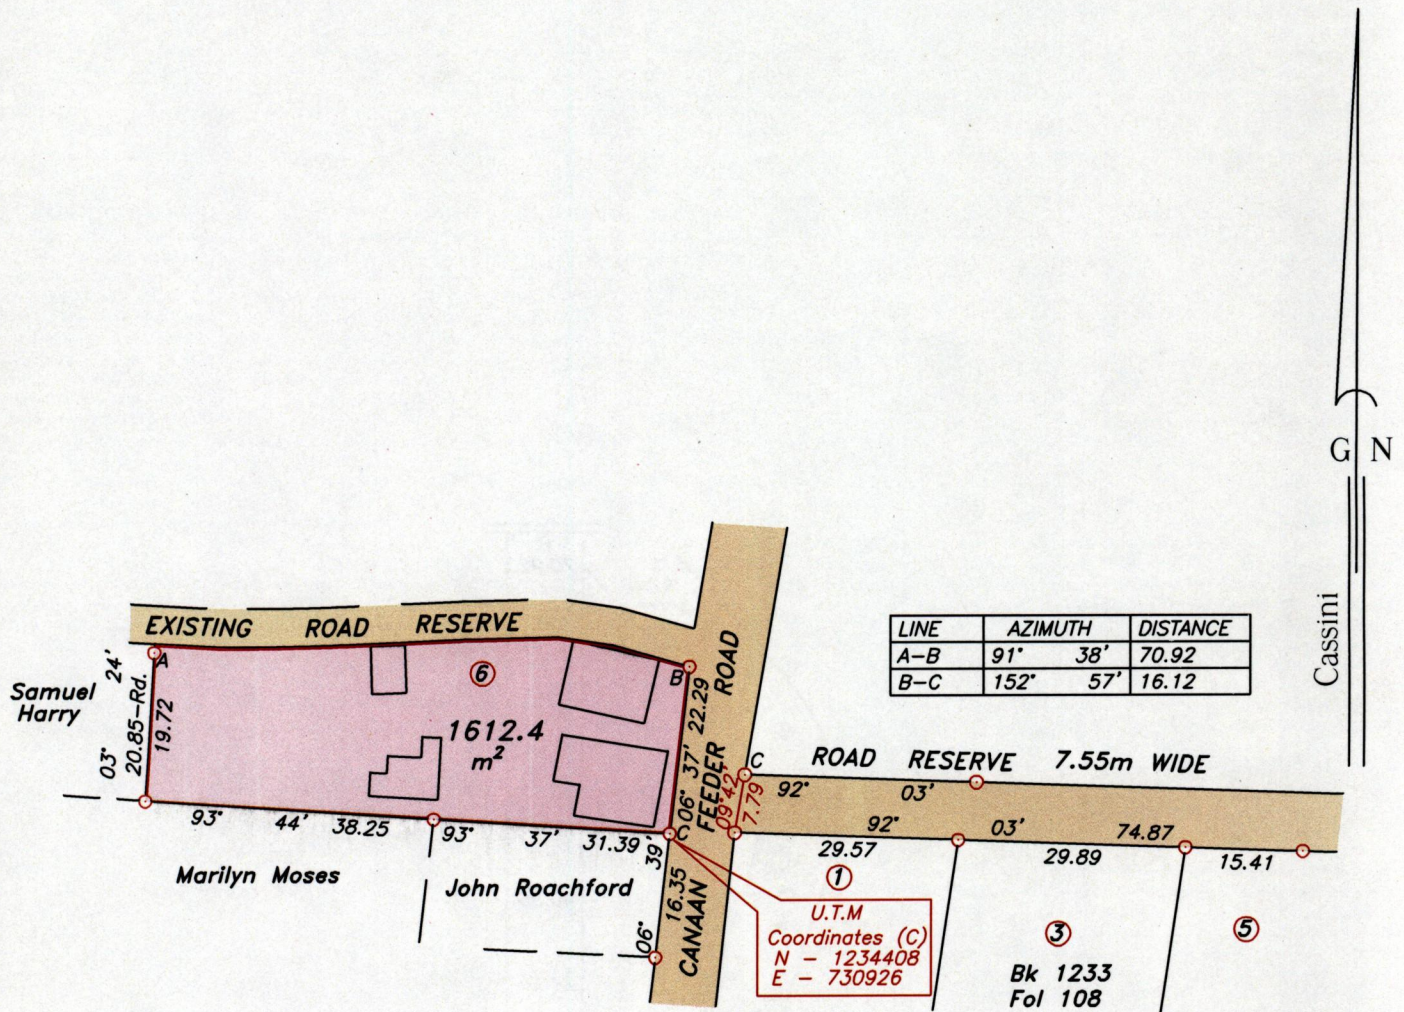 G N
Cassini
LINE AZIMUTH DISTANCE
A-B 91° 38' 70.92
B-C 152° 57' 16.12
EXISTING ROAD RESERVE
A
6
B
Samuel
Harry
03° 24'
20.85-Rd.
19.72
1612.4
m²
06° 37' 22.29
CANAAN FEEDER ROAD
C
ROAD RESERVE 7.55m WIDE
92° 03'
09° 42'
7.79
92° 03' 74.87
29.57
29.89
15.41
93° 44' 38.25
93° 37' 31.39
C
06° 39'
16.35
Marilyn Moses
John Roachford
1
3
5
U.T.M
Coordinates (C)
N - 1234408
E - 730926
Bk 1233
Fol 108